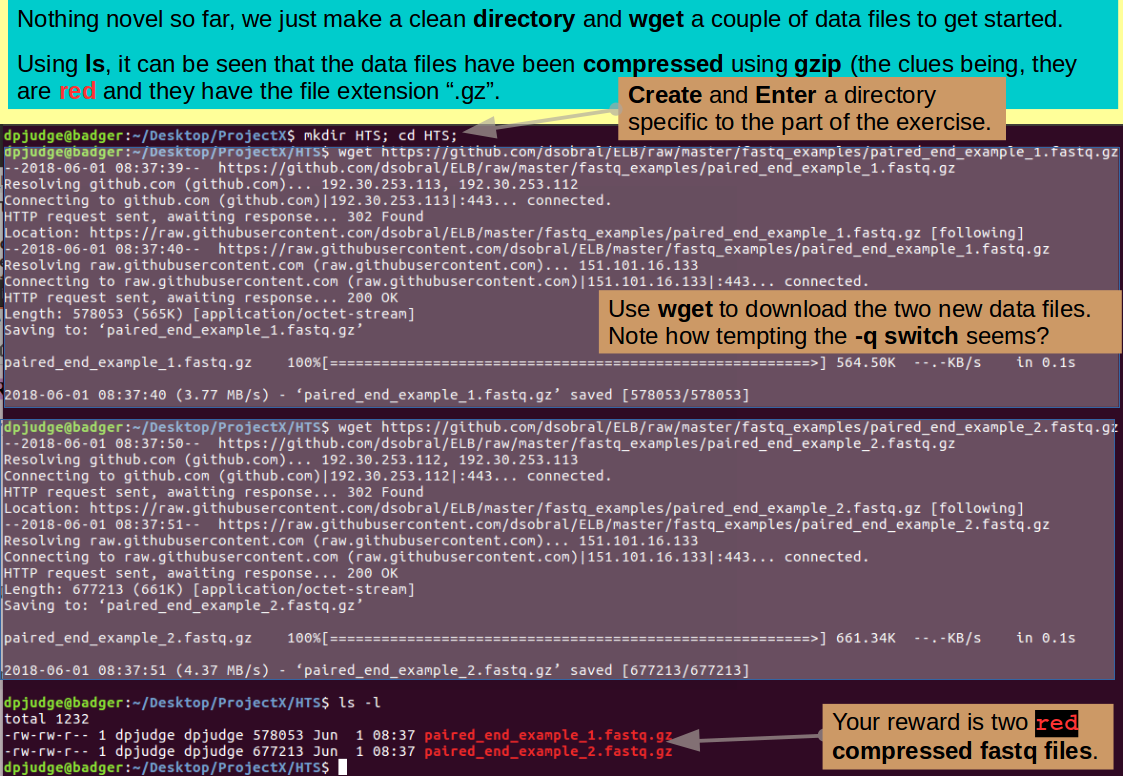 Nothing novel so far, we just make a clean directory and wget a couple of data files to get started.
Using ls, it can be seen that the data files have been compressed using gzip (the clues being, they
are red and they have the file extension “.gz”.
Create and Enter a directory
specific to the part of the exercise.
dpjudge@badger:~/Desktop/ProjectX$ mkdir HTS; cd HTS;
dpjudge@badger:~/Desktop/ProjectX/HTS$ wget https://github.com/dsobral/ELB/raw/master/fastq_examples/paired_end_example_1.fastq.gz
--2018-06-01 08:37:39--  https://github.com/dsobral/ELB/raw/master/fastq_examples/paired_end_example_1.fastq.gz
Resolving github.com (github.com)... 192.30.253.113, 192.30.253.112
Connecting to github.com (github.com)|192.30.253.113|:443... connected.
HTTP request sent, awaiting response... 302 Found
Location: https://raw.githubusercontent.com/dsobral/ELB/master/fastq_examples/paired_end_example_1.fastq.gz [following]
--2018-06-01 08:37:40--  https://raw.githubusercontent.com/dsobral/ELB/master/fastq_examples/paired_end_example_1.fastq.gz
Resolving raw.githubusercontent.com (raw.githubusercontent.com)... 151.101.16.133
Connecting to raw.githubusercontent.com (raw.githubusercontent.com)|151.101.16.133|:443... connected.
HTTP request sent, awaiting response... 200 OK
Length: 578053 (565K) [application/octet-stream]
Saving to: ‘paired_end_example_1.fastq.gz’
Use wget to download the two new data files.
Note how tempting the -q switch seems?
paired_end_example_1.fastq.gz    100%[========================================================>] 564.50K  --.-KB/s    in 0.1s
2018-06-01 08:37:40 (3.77 MB/s) - ‘paired_end_example_1.fastq.gz’ saved [578053/578053]
dpjudge@badger:~/Desktop/ProjectX/HTS$ wget https://github.com/dsobral/ELB/raw/master/fastq_examples/paired_end_example_2.fastq.gz
--2018-06-01 08:37:50--  https://github.com/dsobral/ELB/raw/master/fastq_examples/paired_end_example_2.fastq.gz
Resolving github.com (github.com)... 192.30.253.112, 192.30.253.113
Connecting to github.com (github.com)|192.30.253.112|:443... connected.
HTTP request sent, awaiting response... 302 Found
Location: https://raw.githubusercontent.com/dsobral/ELB/master/fastq_examples/paired_end_example_2.fastq.gz [following]
--2018-06-01 08:37:51--  https://raw.githubusercontent.com/dsobral/ELB/master/fastq_examples/paired_end_example_2.fastq.gz
Resolving raw.githubusercontent.com (raw.githubusercontent.com)... 151.101.16.133
Connecting to raw.githubusercontent.com (raw.githubusercontent.com)|151.101.16.133|:443... connected.
HTTP request sent, awaiting response... 200 OK
Length: 677213 (661K) [application/octet-stream]
Saving to: ‘paired_end_example_2.fastq.gz’
paired_end_example_2.fastq.gz    100%[========================================================>] 661.34K  --.-KB/s    in 0.1s
2018-06-01 08:37:51 (4.37 MB/s) - ‘paired_end_example_2.fastq.gz’ saved [677213/677213]
dpjudge@badger:~/Desktop/ProjectX/HTS$ ls -l
total 1232
-rw-rw-r-- 1 dpjudge dpjudge 578053 Jun  1 08:37 paired_end_example_1.fastq.gz
-rw-rw-r-- 1 dpjudge dpjudge 677213 Jun  1 08:37 paired_end_example_2.fastq.gz
dpjudge@badger:~/Desktop/ProjectX/HTS$
Your reward is two red
compressed fastq files.